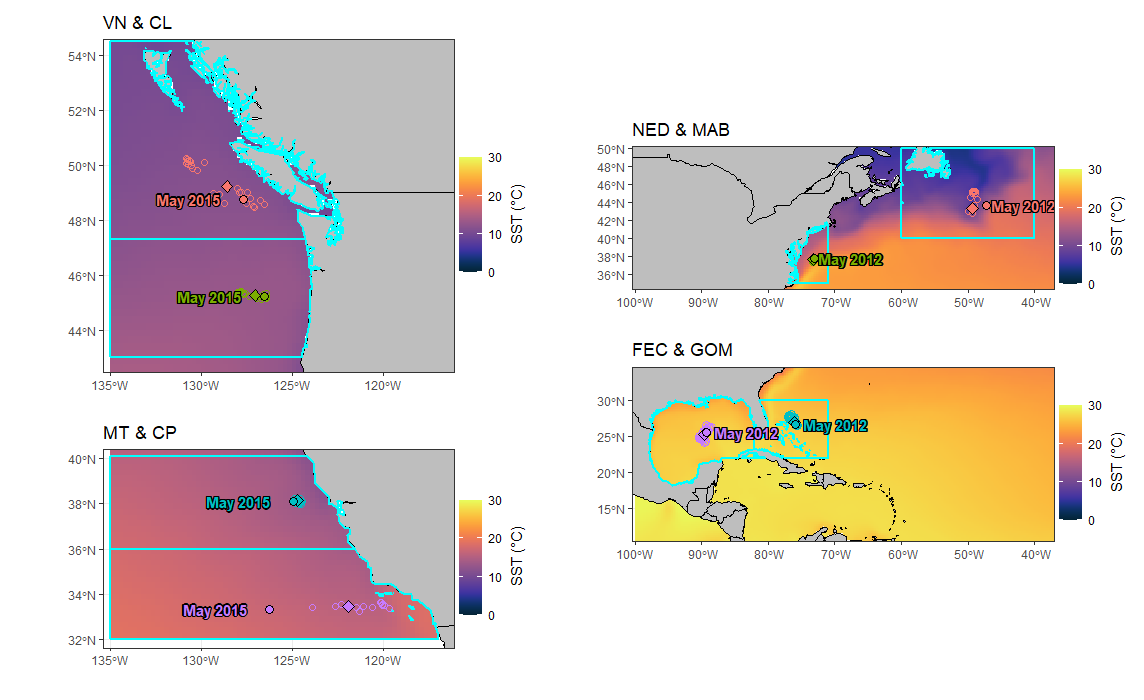 VN & CL
54°N
52°N
50°N
48°N
46°N
44°N
135°W
130°W
125°W
120°W
May 2015
May 2015
30
20
10
0
SST (°C)
NED & MAB
50°N
48°N
46°N
44°N
42°N
40°N
38°N
36°N
100°W
90°W
80°W
70°W
60°W
50°W
40°W
May 2012
May 2012
30
20
10
0
SST (°C)
MT & CP
40°N
38°N
36°N
34°N
32°N
135°W
130°W
125°W
120°W
May 2015
May 2015
30
20
10
0
SST (°C)
FEC & GOM
30°N
25°N
20°N
15°N
100°W
90°W
80°W
70°W
60°W
50°W
40°W
May 2012
May 2012
30
20
10
0
SST (°C)